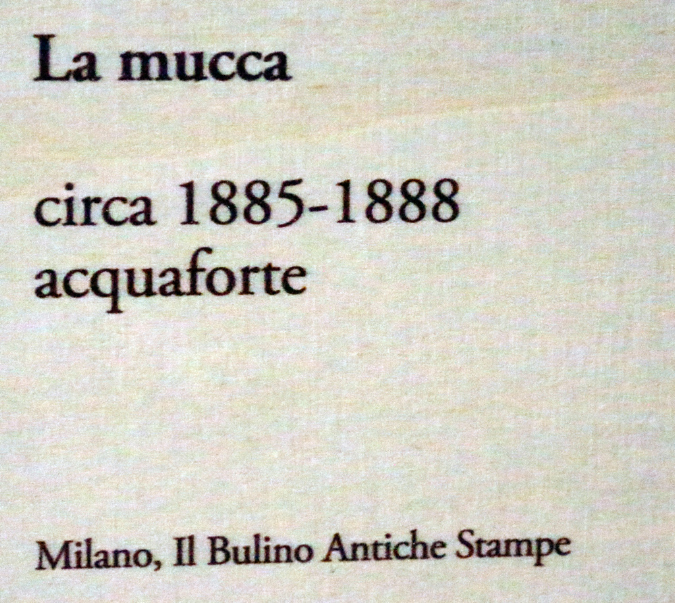 La mucca
circa 1885-1888
acquaforte
Milano, Il Bulino Antiche Stampe